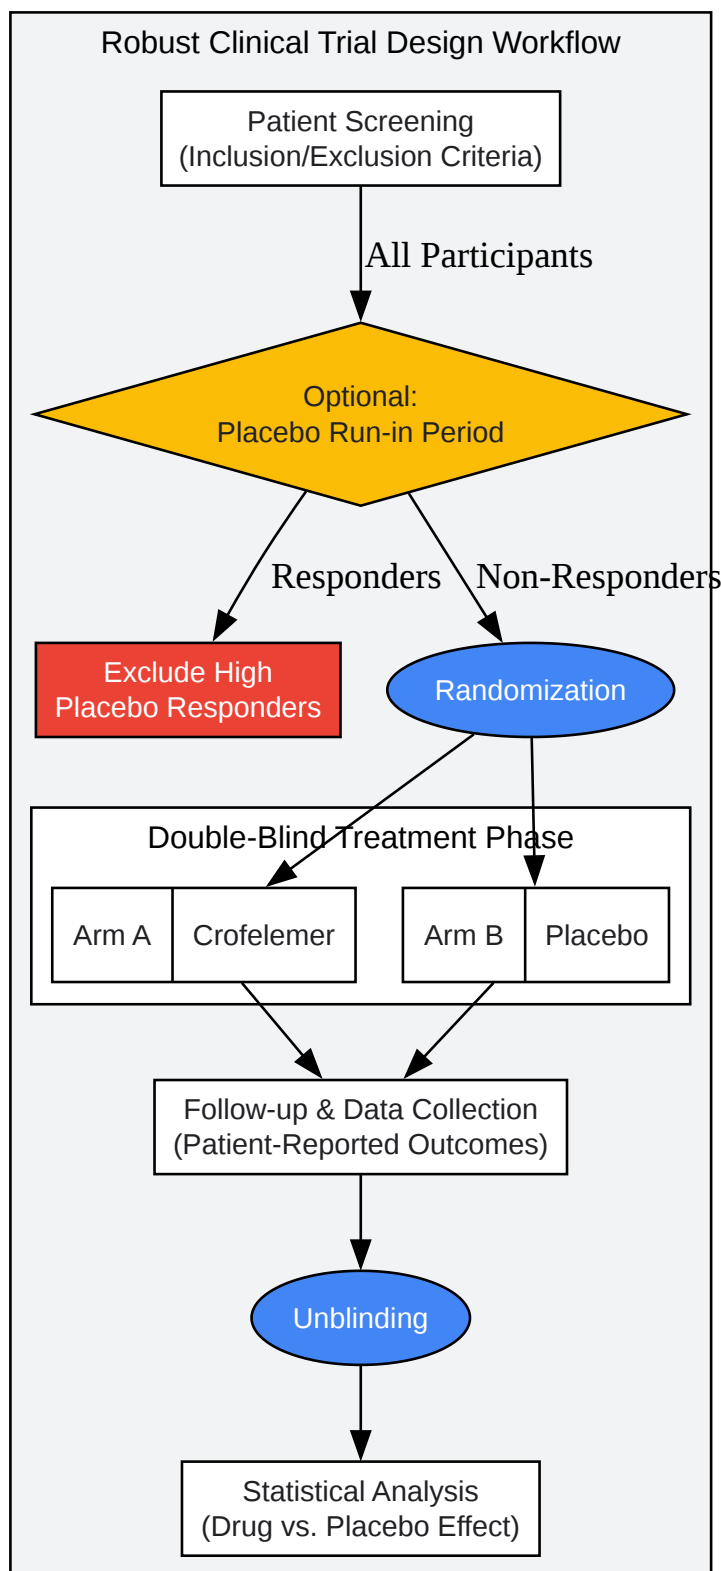 Robust Clinical Trial Design Workflow
Patient Screening
(Inclusion/Exclusion Criteria)
All Participants
Optional:
Placebo Run-in Period
Responders
Non-Responders
Exclude High
Placebo Responders
Randomization
Double-Blind Treatment Phase
Arm A
Crofelemer
Arm B
Placebo
Follow-up & Data Collection
(Patient-Reported Outcomes)
Unblinding
Statistical Analysis
(Drug vs. Placebo Effect)